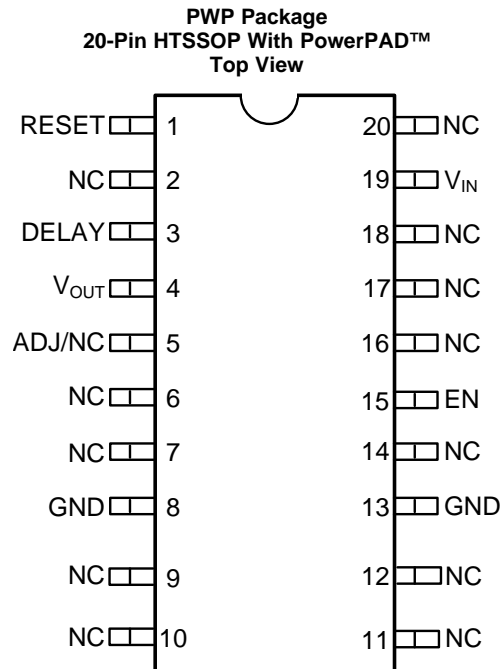 PWP Package
20-Pin HTSSOP With PowerPAD™
Top View
RESET 1 20 NC
NC 2 19 VIN
DELAY 3 18 NC
VOUT 4 17 NC
ADJ/NC 5 16 NC
NC 6 15 EN
NC 7 14 NC
GND 8 13 GND
NC 9 12 NC
NC 10 11 NC